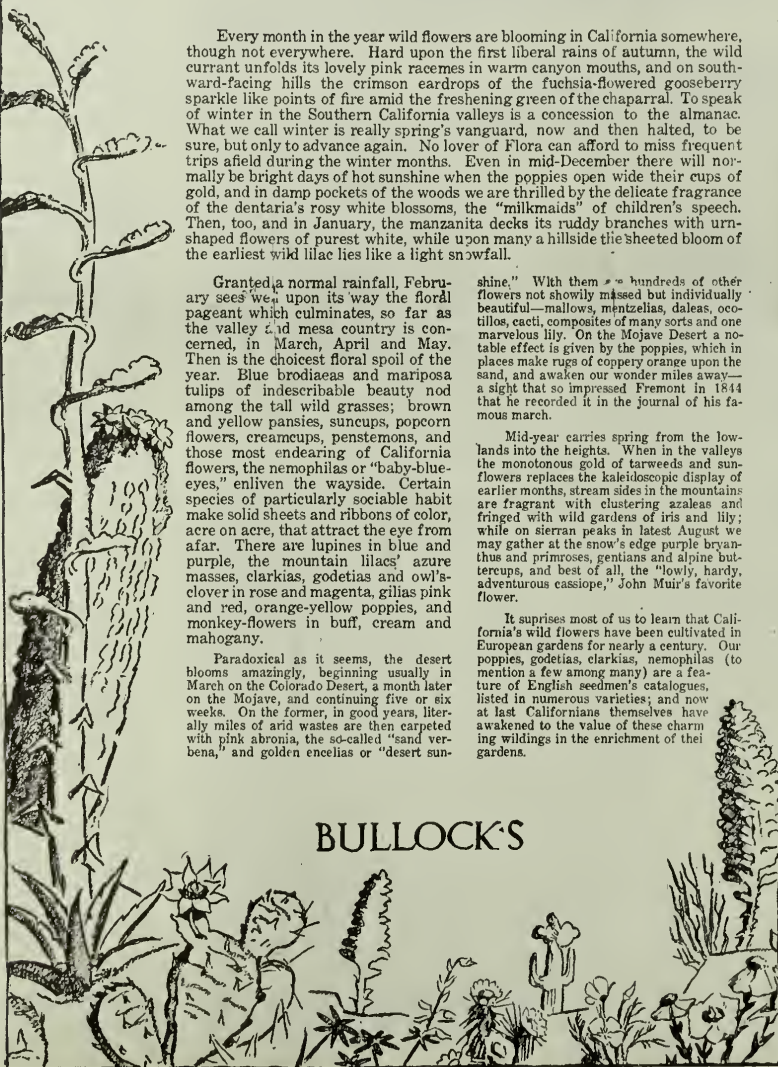 Every month in the year wild flowers are blooming in California somewhere,
though not everywhere. Hard upon the first liberal rains of autumn, the wild
currant unfolds its lovely pink racemes in warm canyon mouths, and on south-
ward-facing hills the crimson eardrops of the fuchsia-flowered gooseberry
sparkle like points of fire amid the freshening green of the chaparral. To speak
of winter in the Southern California valleys is a concession to the almanac.
What we call winter is really spring's vanguard, now and then halted, to be
sure, but only to advance again. No lover of Flora can afford to miss frequent
trips afield during the winter months. Even in mid-December there will nor-
mally be bright days of hot sunshine when the poppies open wide their cups of
gold, and in damp pockets of the woods we are thrilled by the delicate fragrance
of the dentaria's rosy white blossoms, the "milkmaids" of children's speech.
Then, too, and in January, the manzanita decks its ruddy branches with urn-
shaped flowers of purest white, while upon many a hillside the sheeted bloom of
the earliest wild lilac lies like a light snowfall.
Granted a normal rainfall, Febru-
ary sees well upon its way the floral
pageant which culminates, so far as
the valley and mesa country is con-
cerned, in March, April and May.
Then is the choicest floral spoil of the
year. Blue brodiaeas and mariposa
tulips of indescribable beauty nod
among the tall wild grasses; brown
and yellow pansies, suncups, popcorn
flowers, creamcups, penstemons, and
those most endearing of California
flowers, the nemophilas or "baby-blue-
eyes," enliven the wayside. Certain
species of particularly sociable habit
make solid sheets and ribbons of color,
acre on acre, that attract the eye from
afar. There are lupines in blue and
purple, the mountain lilacs' azure
masses, clarkias, godetias and owl's-
clover in rose and magenta, gilias pink
and red, orange-yellow poppies, and
monkey-flowers in buff, cream and
mahogany.
Paradoxical as it seems, the desert
blooms amazingly, beginning usually in
March on the Colorado Desert, a month later
on the Mojave, and continuing five or six
weeks. On the former, in good years, liter-
ally miles of arid wastes are then carpeted
with pink abronia, the so-called "sand ver-
bena," and golden encelias or "desert sun-
shine." With them are hundreds of other
flowers not showily massed but individually
beautiful—mallows, mentzelias, daleas, oco-
tillos, cacti, composites of many sorts and one
marvelous lily. On the Mojave Desert a no-
table effect is given by the poppies, which in
places make rugs of coppery orange upon the
sand, and awaken our wonder miles away—
a sight that so impressed Fremont in 1844
that he recorded it in the journal of his fa-
mous march.
Mid-year carries spring from the low-
lands into the heights. When in the valleys
the monotonous gold of tarweeds and sun-
flowers replaces the kaleidoscopic display of
earlier months, stream sides in the mountains
are fragrant with clustering azaleas and
fringed with wild gardens of iris and lily;
while on sierran peaks in latest August we
may gather at the snow's edge purple bryan-
thus and primroses, gentians and alpine but-
tercups, and best of all, the "lowly, hardy,
adventurous cassiope," John Muir's favorite
flower.
It suprises most of us to learn that Cali-
fornia's wild flowers have been cultivated in
European gardens for nearly a century. Our
poppies, godetias, clarkias, nemophilas (to
mention a few among many) are a fea-
ture of English seedmen's catalogues,
listed in numerous varieties; and now
at last Californians themselves have
awakened to the value of these charm
ing wildings in the enrichment of thei
gardens.
BULLOCK'S